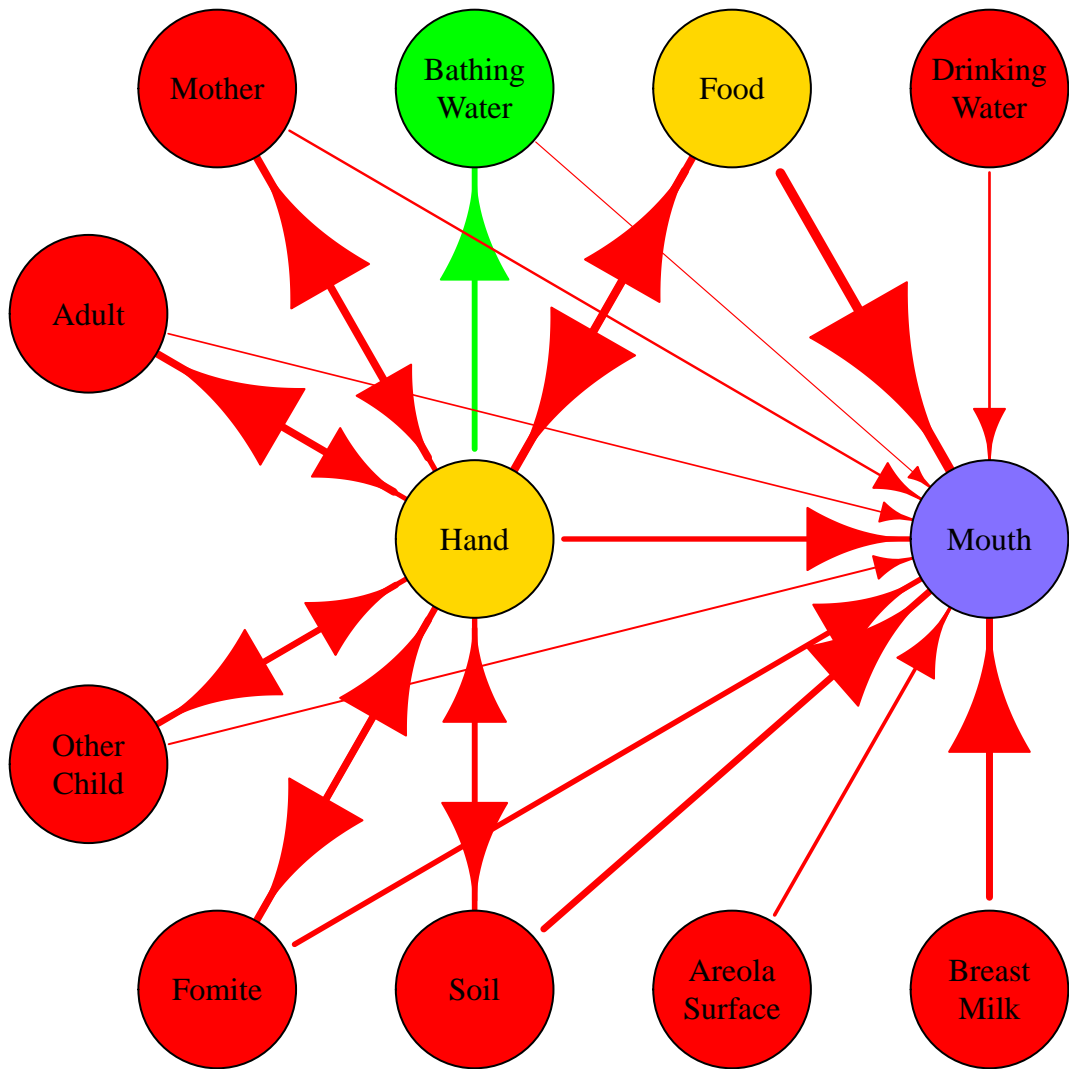 Mother
Bathing
Water
Food
Drinking
Water
Adult
Hand
Mouth
Other
Child
Fomite
Soil
Areola
Surface
Breast
Milk